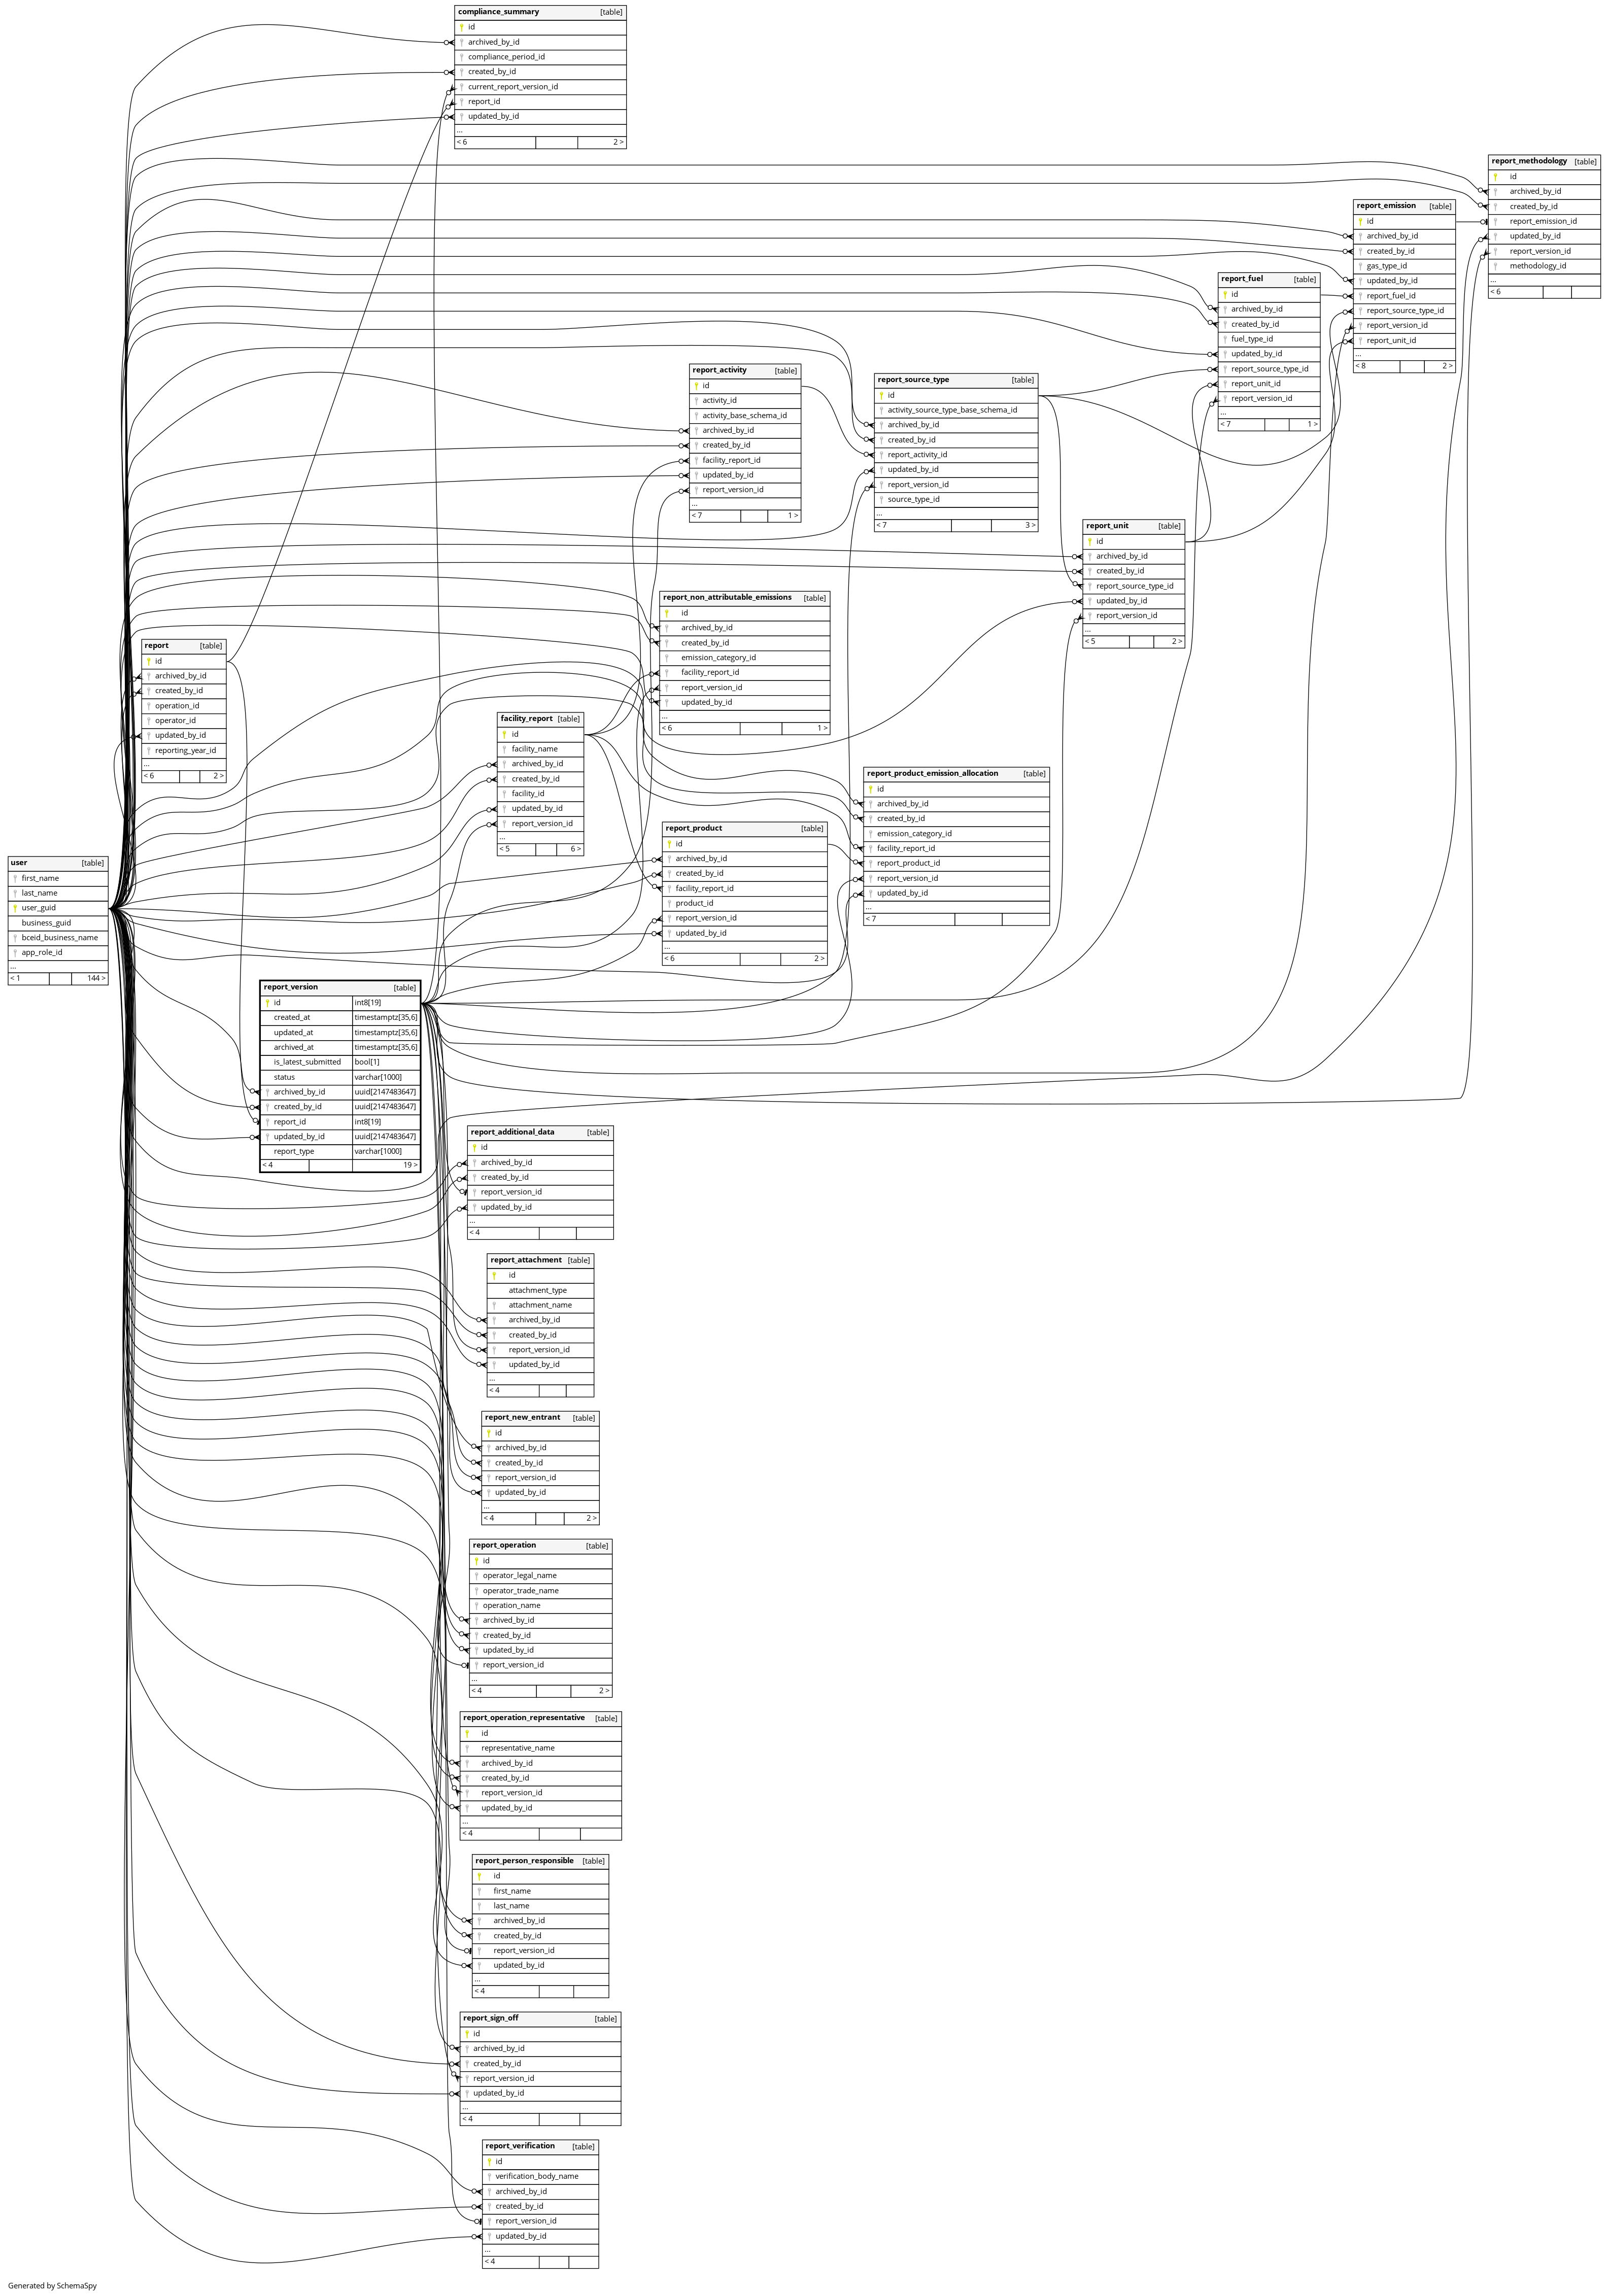 compliance_summary [table]
id
archived_by_id
compliance_period_id
created_by_id
current_report_version_id
report_id
updated_by_id
...
< 6 2 >
report_methodology [table]
id
archived_by_id
created_by_id
report_emission_id
updated_by_id
report_version_id
methodology_id
...
< 6
report_emission [table]
id
archived_by_id
created_by_id
gas_type_id
updated_by_id
report_fuel_id
report_source_type_id
report_version_id
report_unit_id
...
< 8 2 >
report_fuel [table]
id
archived_by_id
created_by_id
fuel_type_id
updated_by_id
report_source_type_id
report_unit_id
report_version_id
...
< 7 1 >
report_activity [table]
id
activity_id
activity_base_schema_id
archived_by_id
created_by_id
facility_report_id
updated_by_id
report_version_id
...
< 7 1 >
report_source_type [table]
id
activity_source_type_base_schema_id
archived_by_id
created_by_id
report_activity_id
updated_by_id
report_version_id
source_type_id
...
< 7 3 >
report_unit [table]
id
archived_by_id
created_by_id
report_source_type_id
updated_by_id
report_version_id
...
< 5 2 >
report_non_attributable_emissions [table]
id
archived_by_id
created_by_id
emission_category_id
facility_report_id
report_version_id
updated_by_id
...
< 6 1 >
report [table]
id
archived_by_id
created_by_id
operation_id
operator_id
updated_by_id
reporting_year_id
...
< 6 2 >
facility_report [table]
id
facility_name
archived_by_id
created_by_id
facility_id
updated_by_id
report_version_id
...
< 5 6 >
report_product_emission_allocation [table]
id
archived_by_id
created_by_id
emission_category_id
facility_report_id
report_product_id
report_version_id
updated_by_id
...
< 7
report_product [table]
id
archived_by_id
created_by_id
facility_report_id
product_id
report_version_id
updated_by_id
...
< 6 2 >
user [table]
first_name
last_name
user_guid
business_guid
bceid_business_name
app_role_id
...
< 1 144 >
report_version [table]
id int8[19]
created_at timestamptz[35,6]
updated_at timestamptz[35,6]
archived_at timestamptz[35,6]
is_latest_submitted bool[1]
status varchar[1000]
archived_by_id uuid[2147483647]
created_by_id uuid[2147483647]
report_id int8[19]
updated_by_id uuid[2147483647]
report_type varchar[1000]
< 4 19 >
report_additional_data [table]
id
archived_by_id
created_by_id
report_version_id
updated_by_id
...
< 4
report_attachment [table]
id
attachment_type
attachment_name
archived_by_id
created_by_id
report_version_id
updated_by_id
...
< 4
report_new_entrant [table]
id
archived_by_id
created_by_id
report_version_id
updated_by_id
...
< 4 2 >
report_operation [table]
id
operator_legal_name
operator_trade_name
operation_name
archived_by_id
created_by_id
updated_by_id
report_version_id
...
< 4 2 >
report_operation_representative [table]
id
representative_name
archived_by_id
created_by_id
report_version_id
updated_by_id
...
< 4
report_person_responsible [table]
id
first_name
last_name
archived_by_id
created_by_id
report_version_id
updated_by_id
...
< 4
report_sign_off [table]
id
archived_by_id
created_by_id
report_version_id
updated_by_id
...
< 4
report_verification [table]
id
verification_body_name
archived_by_id
created_by_id
report_version_id
updated_by_id
...
< 4
Generated by SchemaSpy